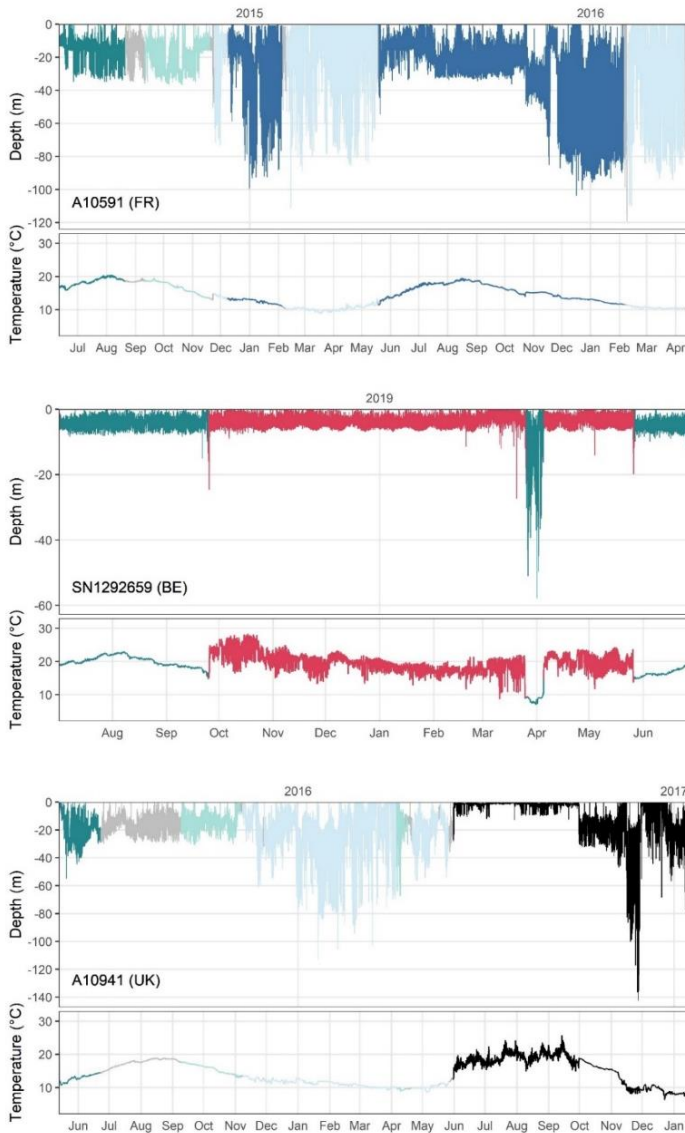 2015 2016
0
-20
-40
-60
-80
-100
-120
Depth (m)
A10591 (FR)
30
20
10
Temperature (°C)
Jul Aug Sep Oct Nov Dec Jan Feb Mar Apr May Jun Jul Aug Sep Oct Nov Dec Jan Feb Mar Apr
2019
0
-20
-40
-60
Depth (m)
SN1292659 (BE)
30
20
10
Temperature (°C)
Aug Sep Oct Nov Dec Jan Feb Mar Apr May Jun
2016 2017
0
-20
-40
-60
-80
-100
-120
-140
Depth (m)
A10941 (UK)
30
20
10
Temperature (°C)
Jun Jul Aug Sep Oct Nov Dec Jan Feb Mar Apr May Jun Jul Aug Sep Oct Nov Dec Jan